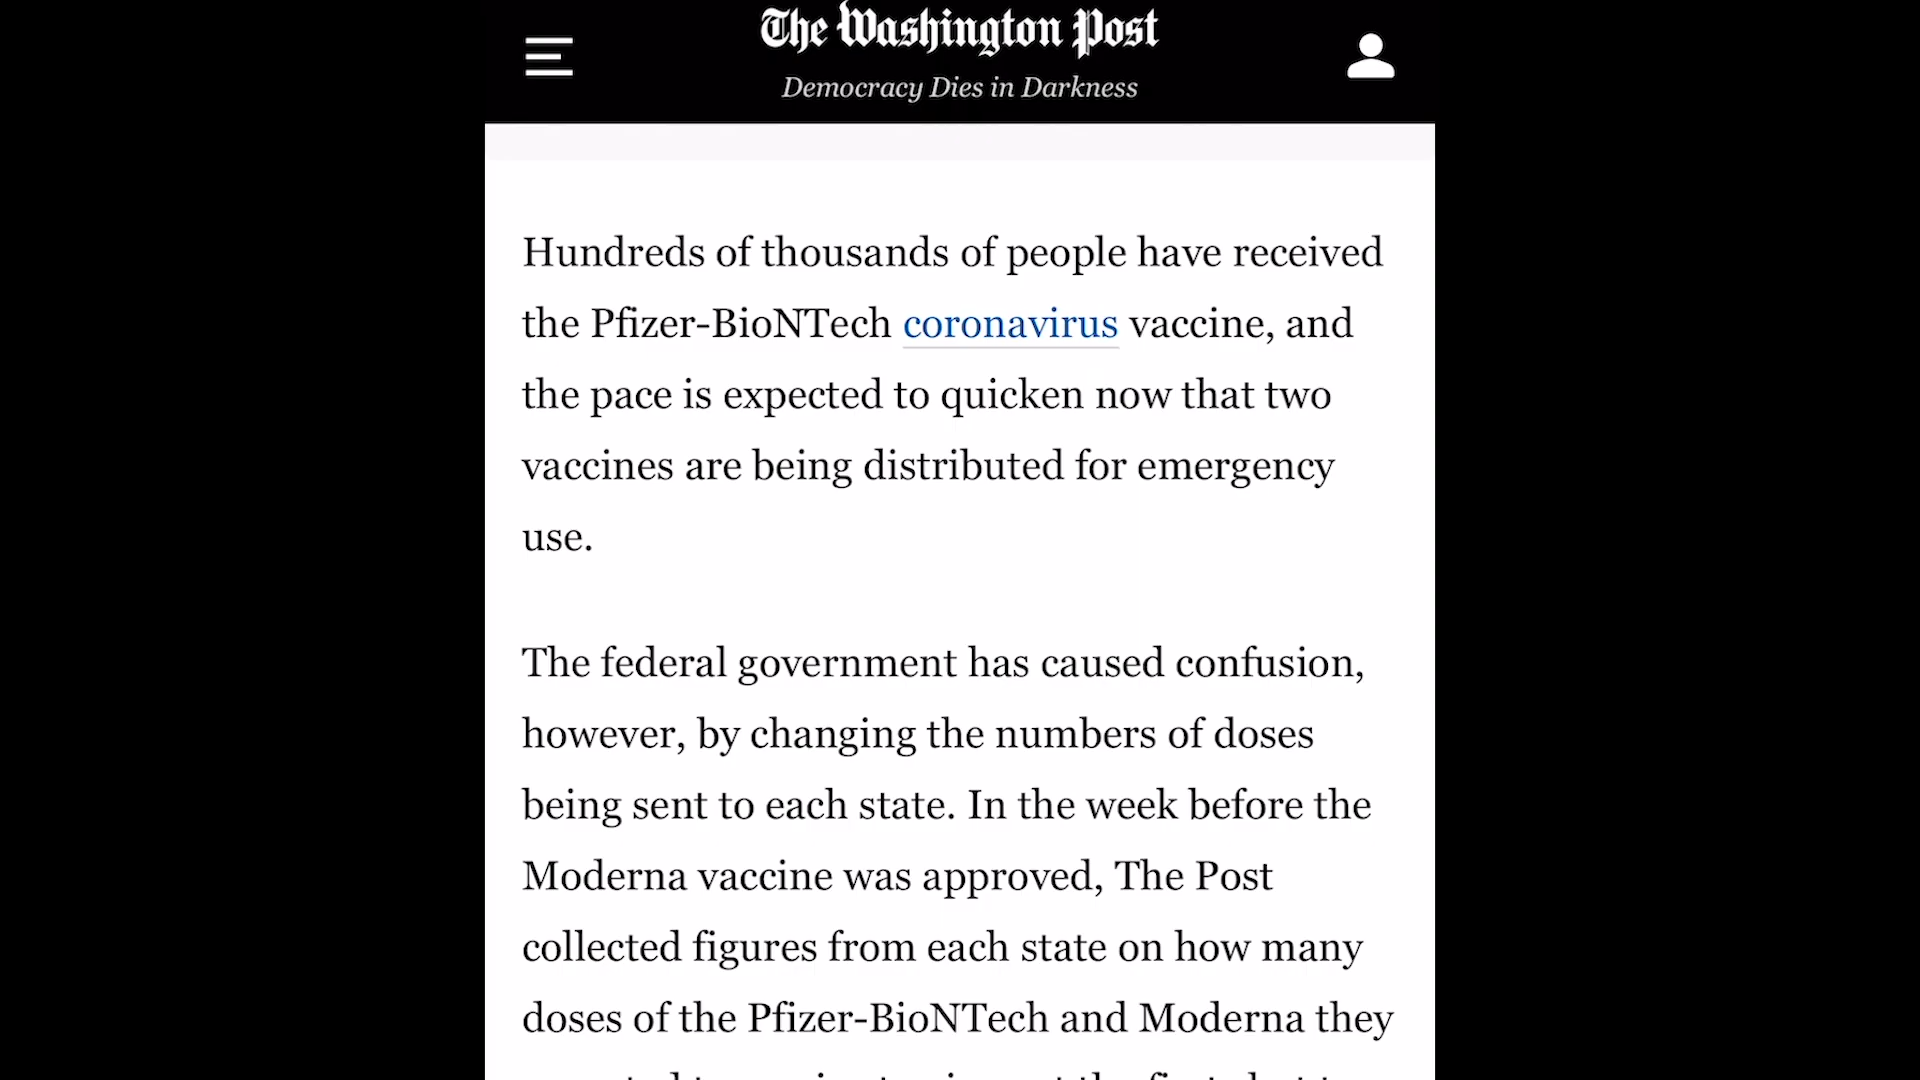 The Washington Post
Democracy Dies in Darkness
Hundreds of thousands of people have received
the Pfizer-BioNTech coronavirus vaccine, and
the pace is expected to quicken now that two
vaccines are being distributed for emergency
use.
The federal government has caused confusion,
however, by changing the numbers of doses
being sent to each state. In the week before the
Moderna vaccine was approved, The Post
collected figures from each state on how many
doses of the Pfizer-BioNTech and Moderna they